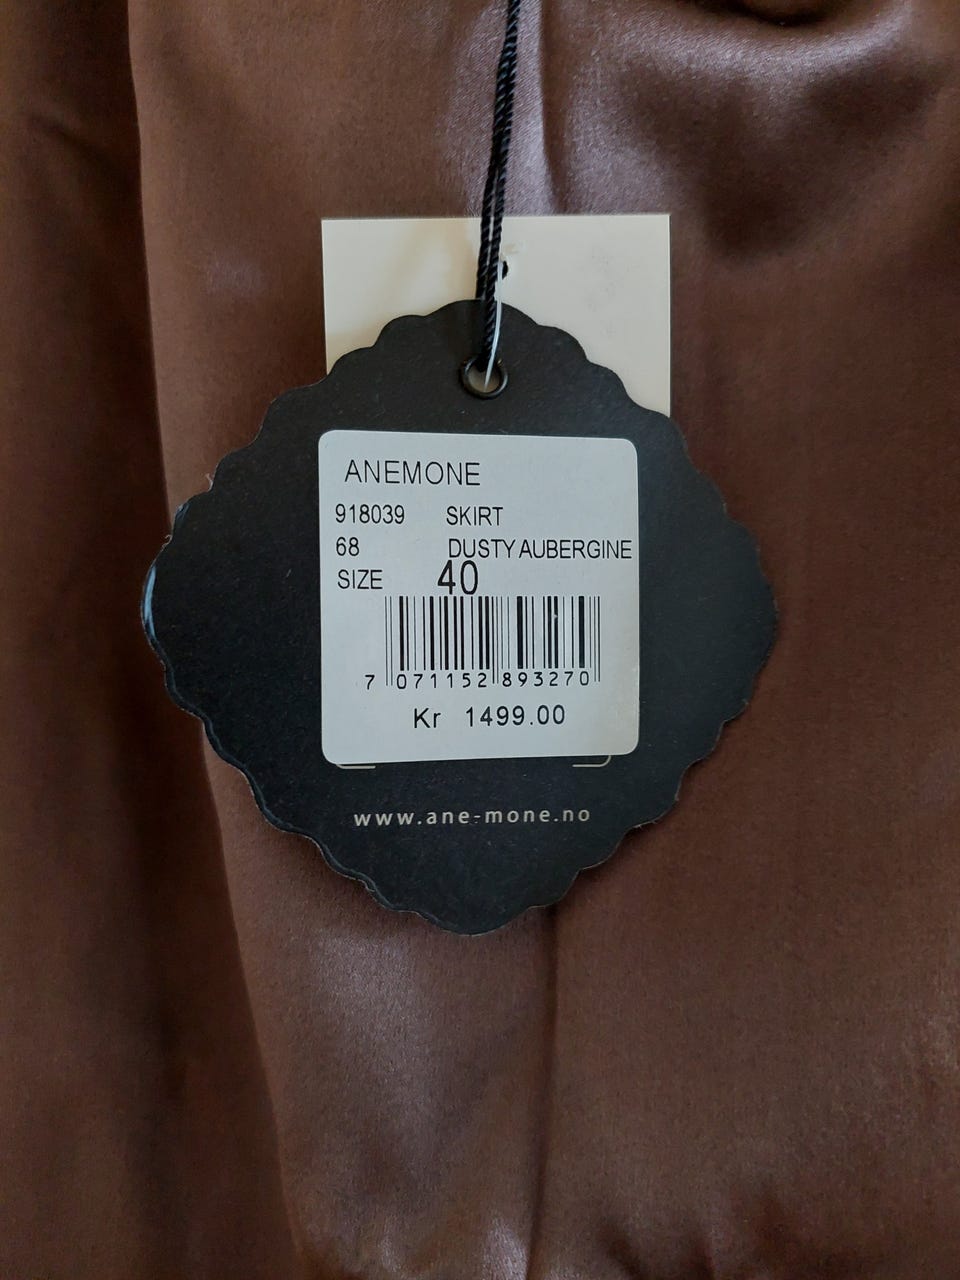 ANEMONE
918039 SKIRT
68 DUSTY AUBERGINE
SIZE 40
7 071152 893270
Kr 1499.00
www.ane-mone.no